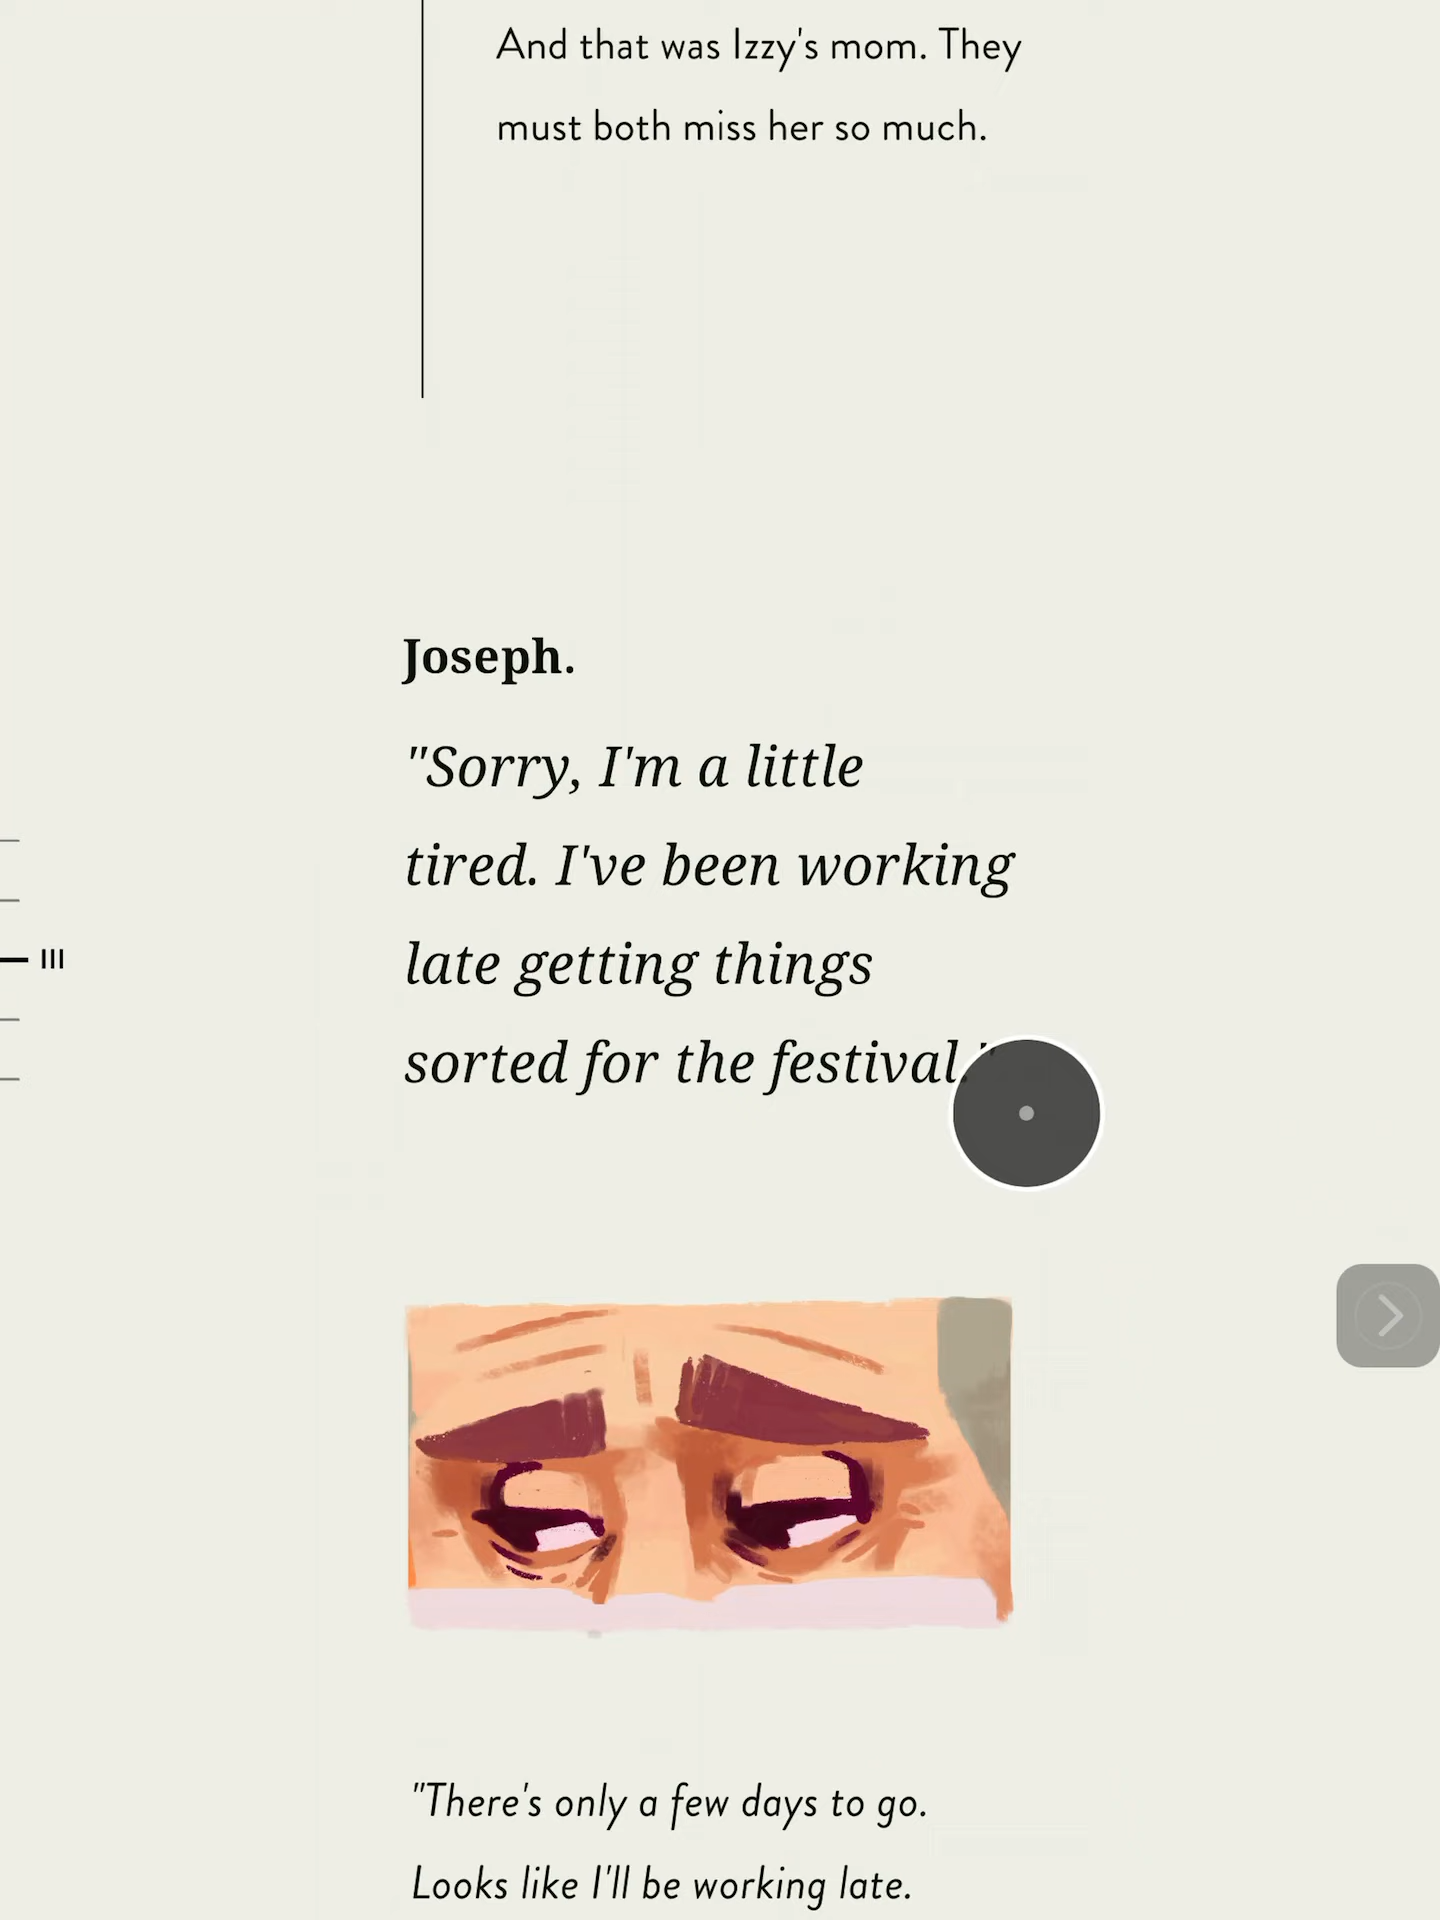 And that was Izzy's mom. They
must both miss her so much.
Joseph.
"Sorry, I'm a little
tired. I've been working
III
late getting things
sorted for the festival."
"There's only a few days to go.
Looks like I'll be working late.